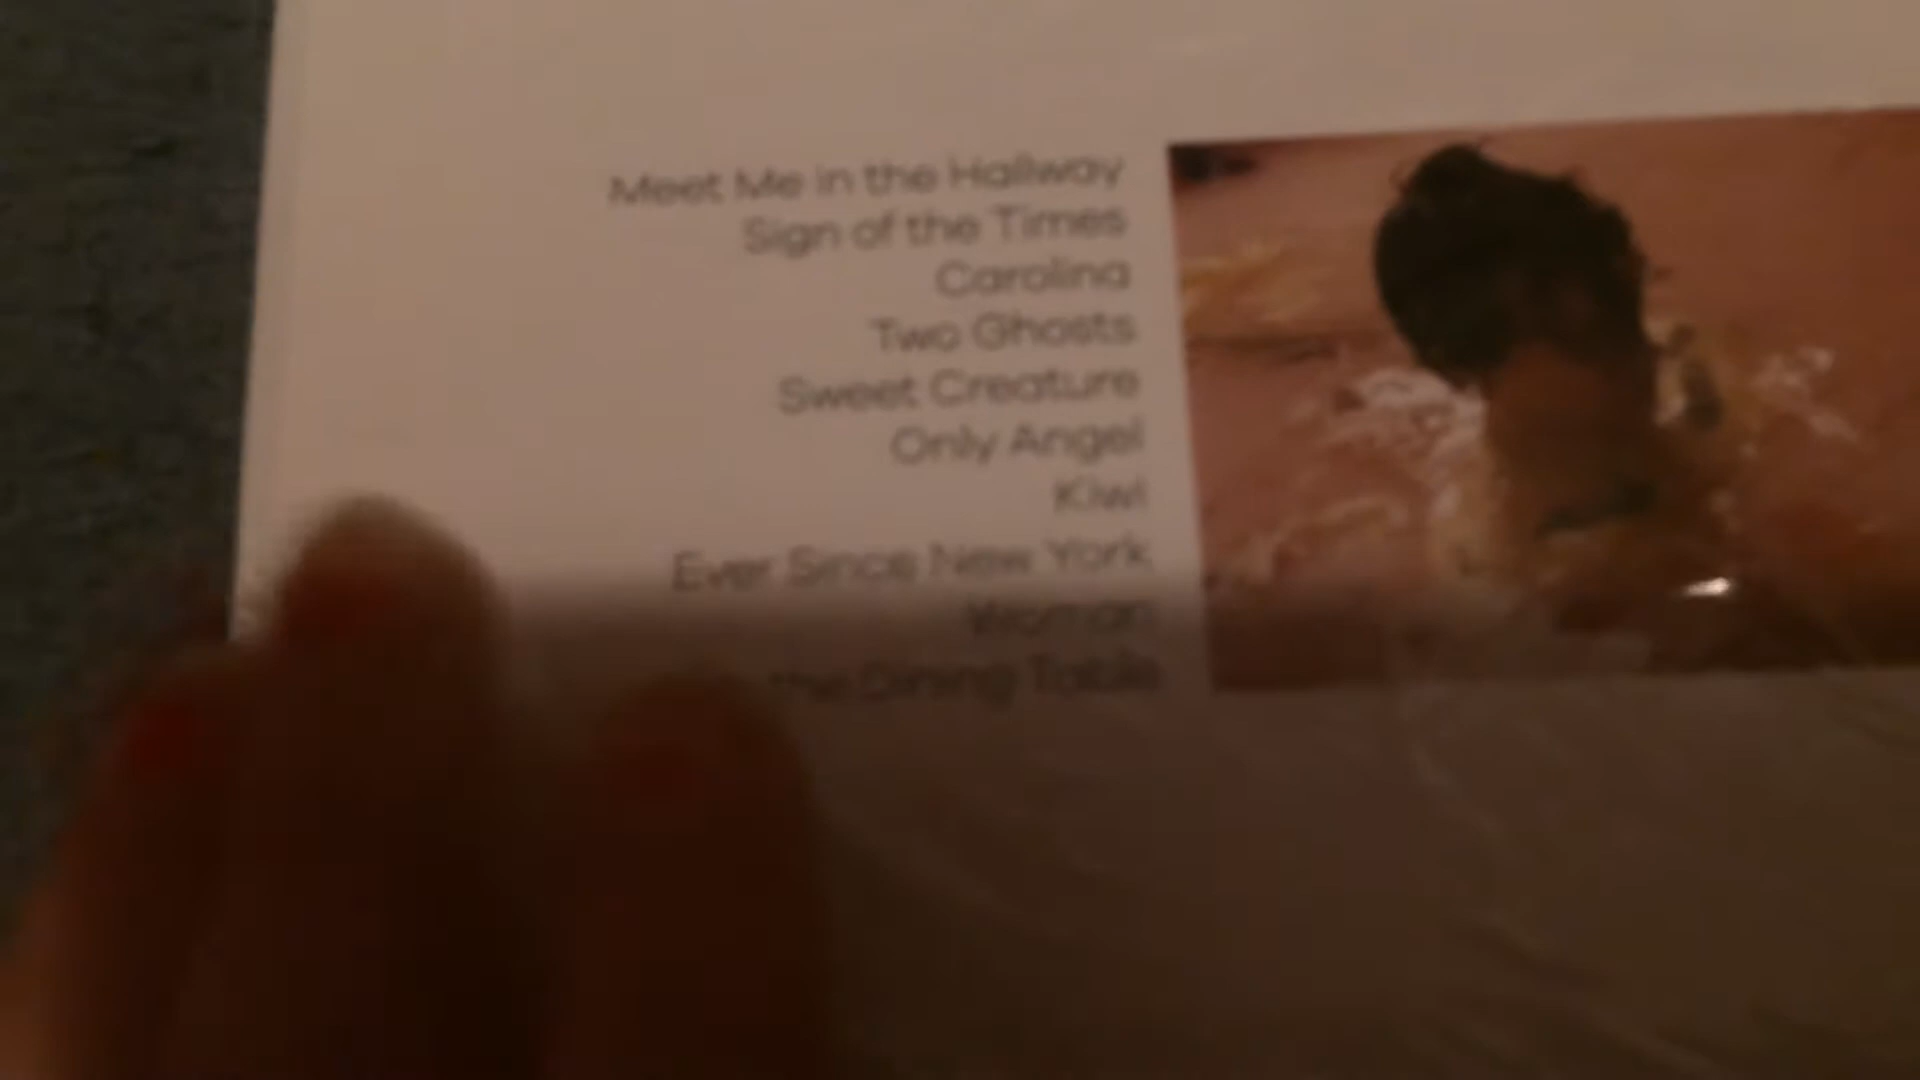 Meet Me in the Hallway
Sign of the Times
Carolina
Two Ghosts
Sweet Creature
Only Angel
Kiwi
Ever Since New York
Woman
the Dining Table